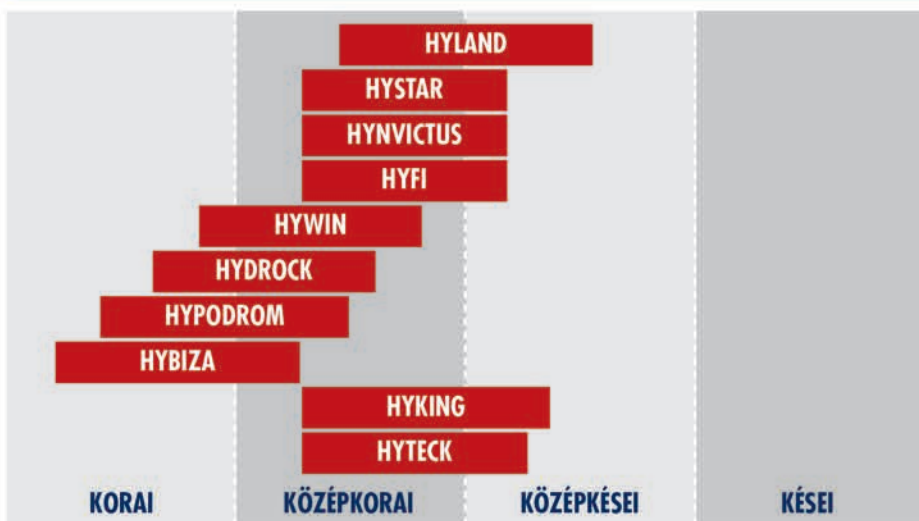 HYLAND
HYSTAR
HYNVICTUS
HYFI
HYWIN
HYDROCK
HYPODROM
HYBIZA
HYKING
HYTECK
KORAI KÖZÉPKORAI KÖZÉPKÉSEI KÉSEI